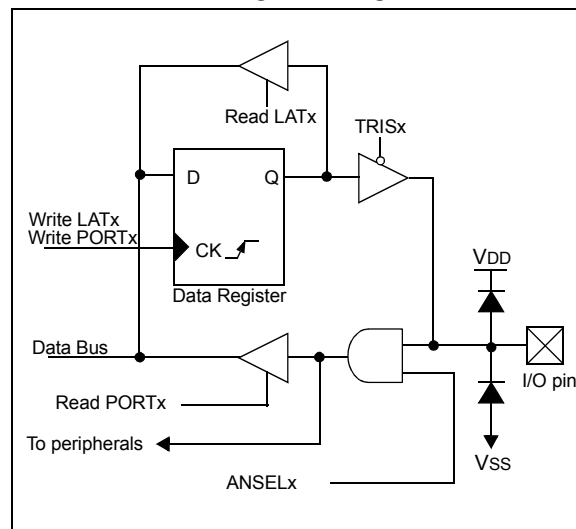 Read LATx
TRISx
D Q
Write LATx
Write PORTx
CK
Data Register
VDD
Data Bus
I/O pin
Read PORTx
To peripherals
VSS
ANSELx